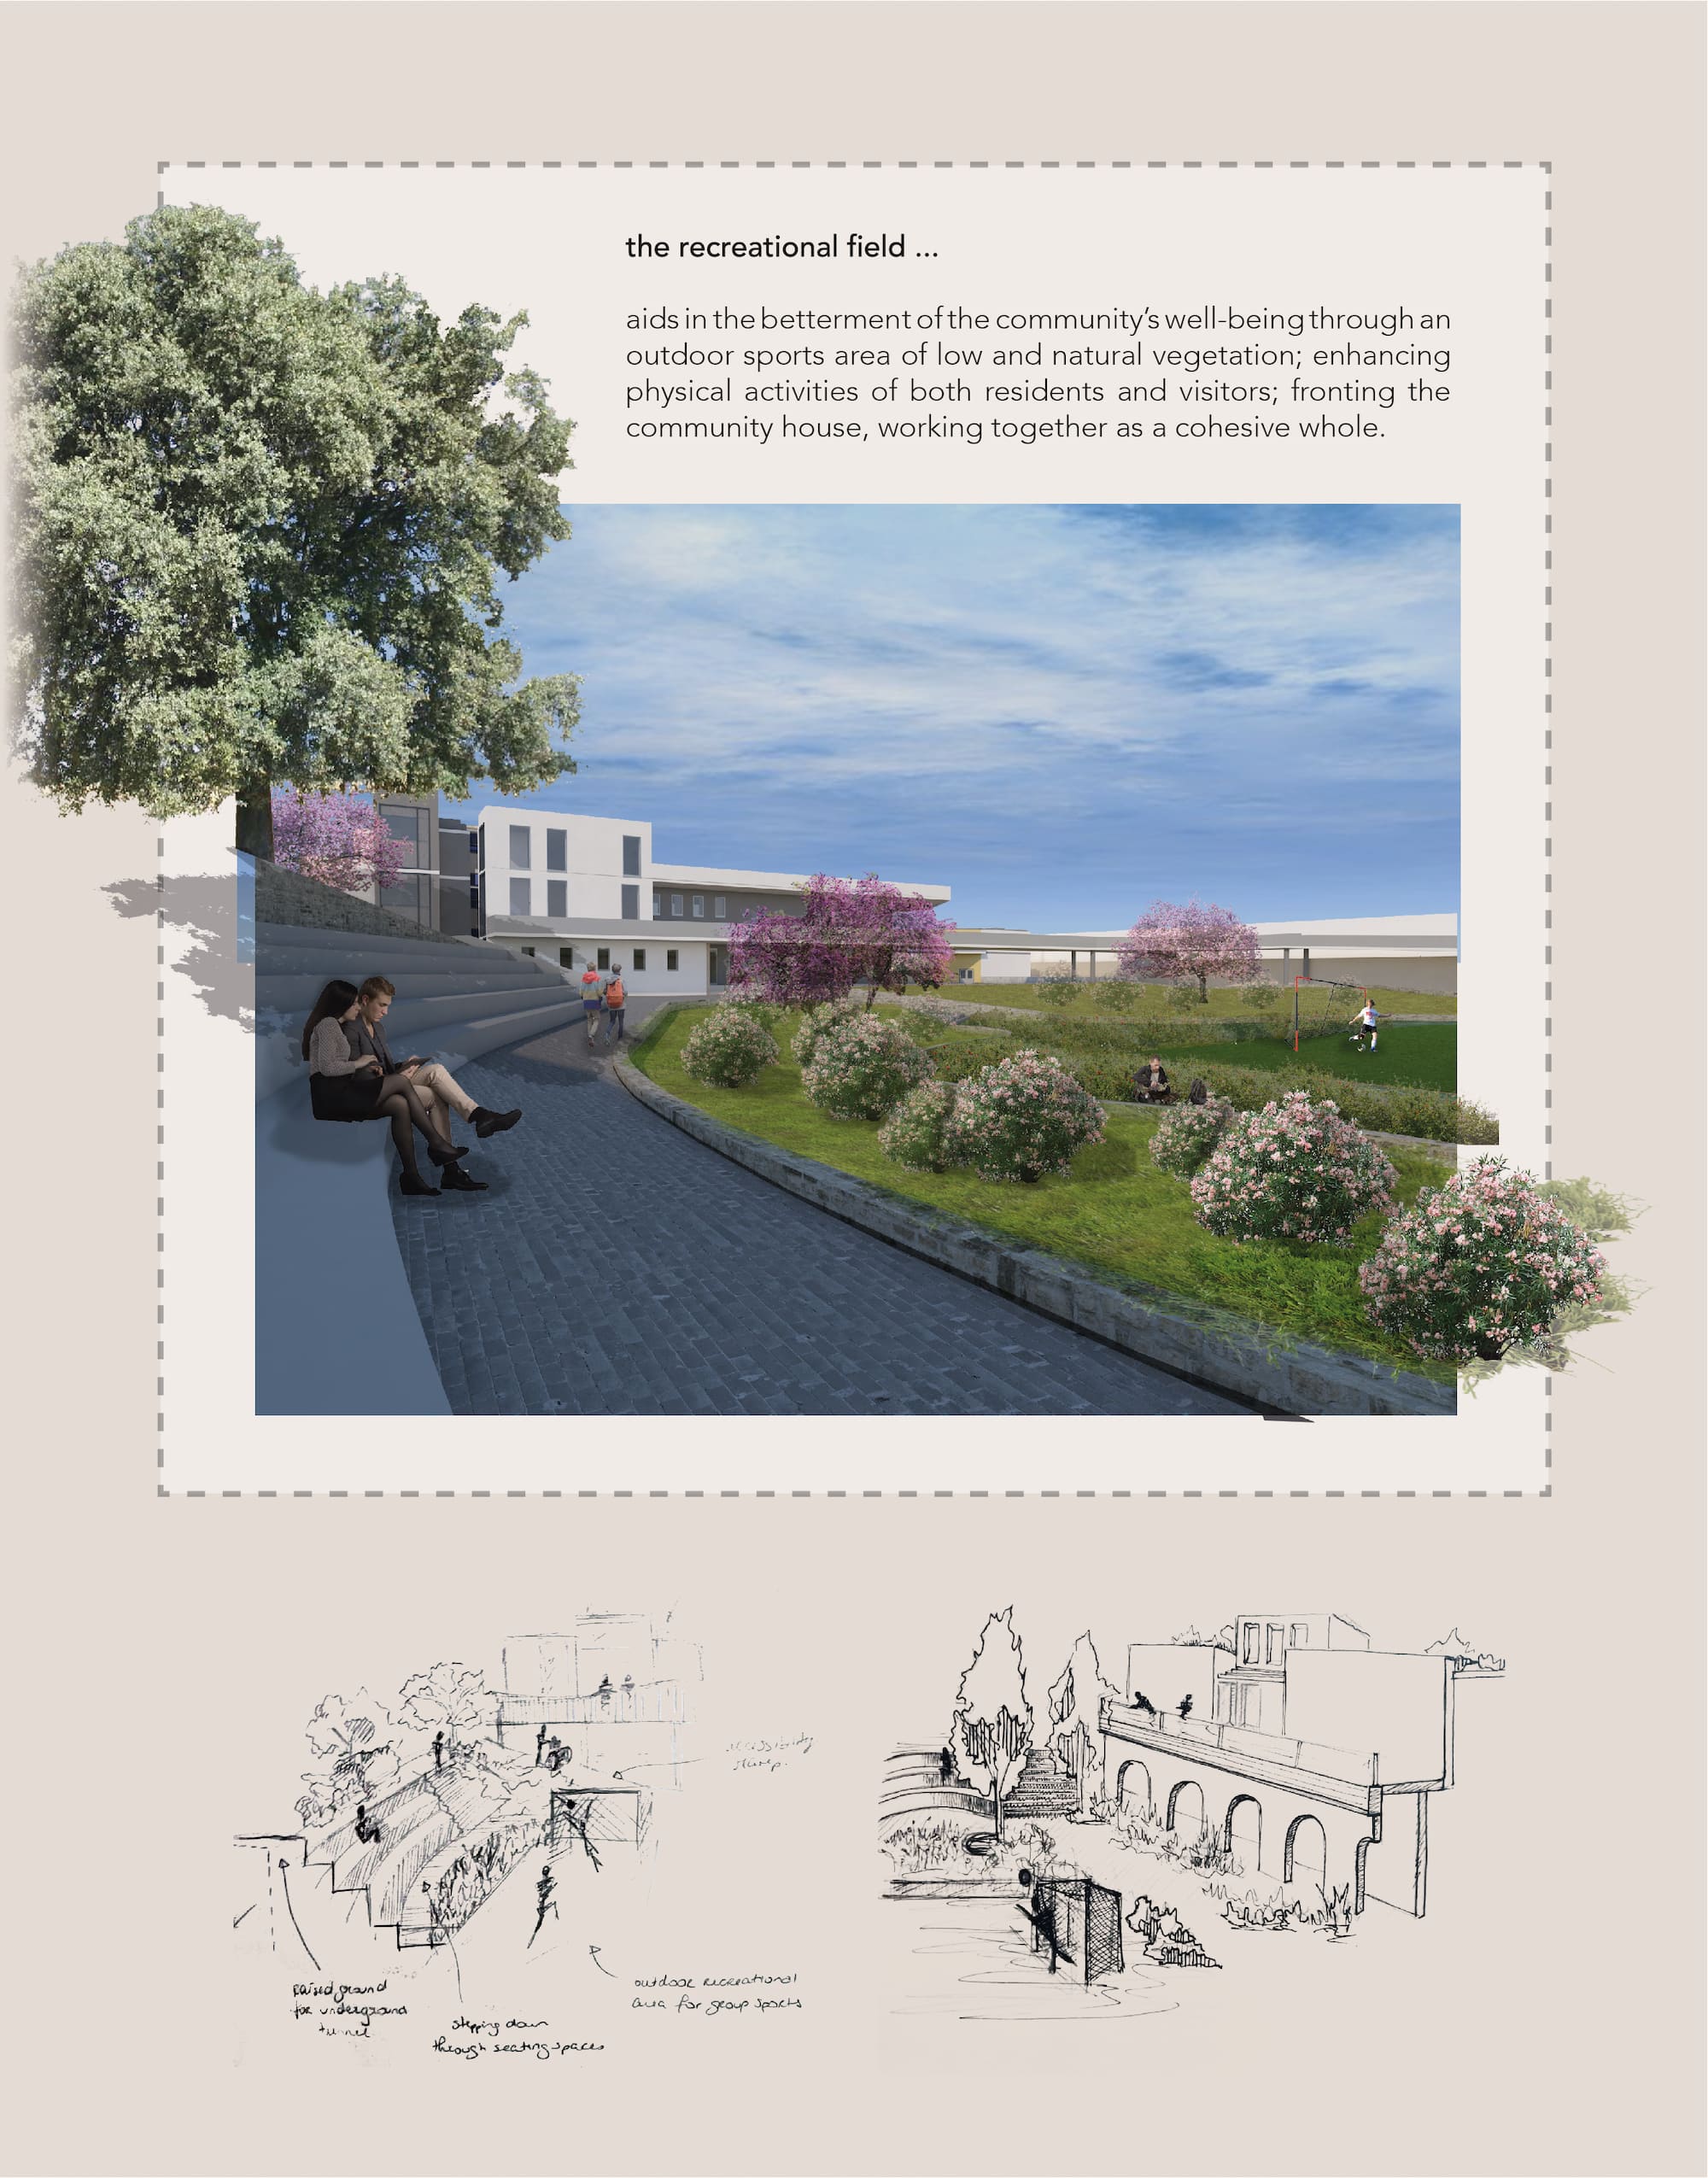 the recreational field ...
aids in the betterment of the community's well-being through an
outdoor sports area of low and natural vegetation; enhancing
physical activities of both residents and visitors; fronting the
community house, working together as a cohesive whole.
accessibility
raised ground
for underground
tunnel
stepping down
through seating spaces
outdoor recreational
area for group sports